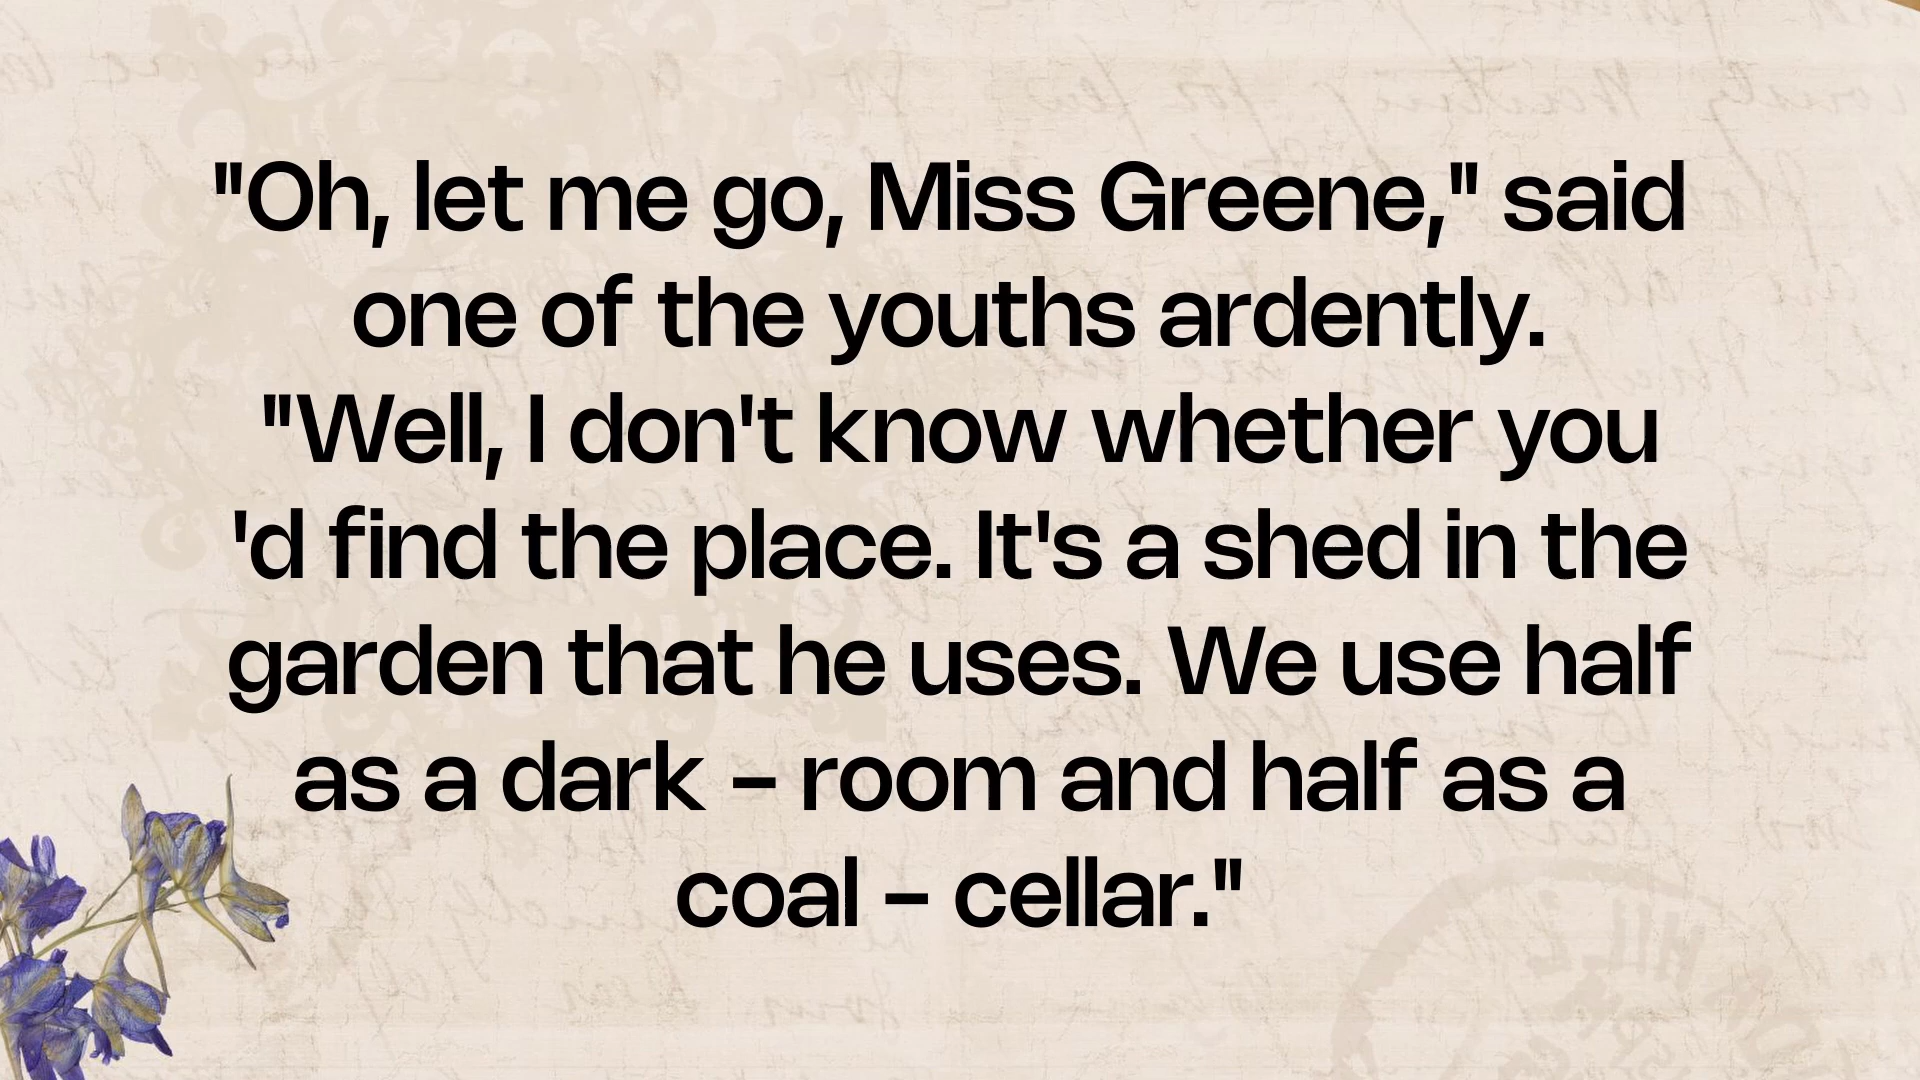 "Oh, let me go, Miss Greene," said
one of the youths ardently.
"Well, I don't know whether you
'd find the place. It's a shed in the
garden that he uses. We use half
as a dark - room and half as a
coal - cellar."